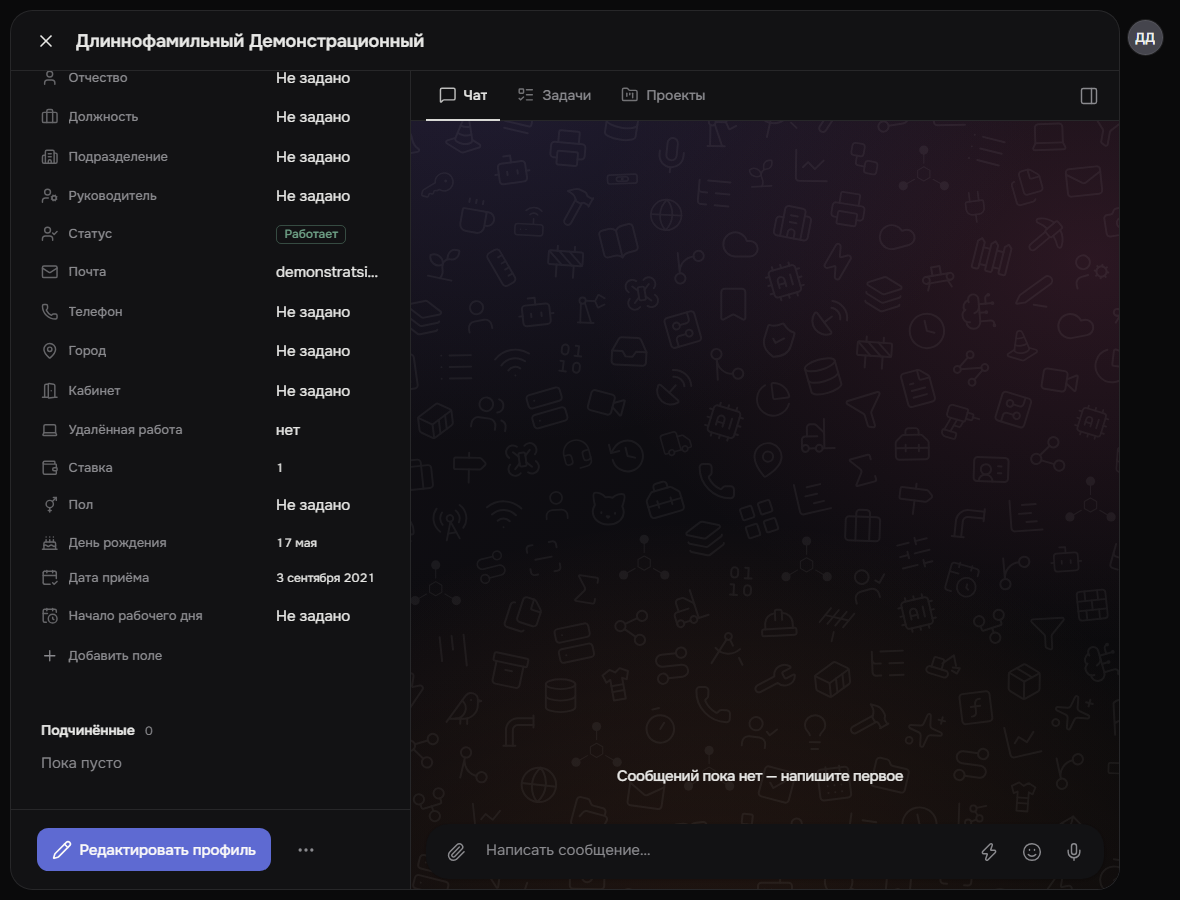 Длиннофамильный Демонстрационный
ДД
Отчество Не задано
Должность Не задано
Подразделение Не задано
Руководитель Не задано
Статус Работает
Почта demonstratsi...
Телефон Не задано
Город Не задано
Кабинет Не задано
Удалённая работа нет
Ставка 1
Пол Не задано
День рождения 17 мая
Дата приёма 3 сентября 2021
Начало рабочего дня Не задано
Добавить поле
Подчинённые 0
Пока пусто
Редактировать профиль
Чат Задачи Проекты
Сообщений пока нет — напишите первое
Написать сообщение...